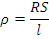 ρ = RS/l